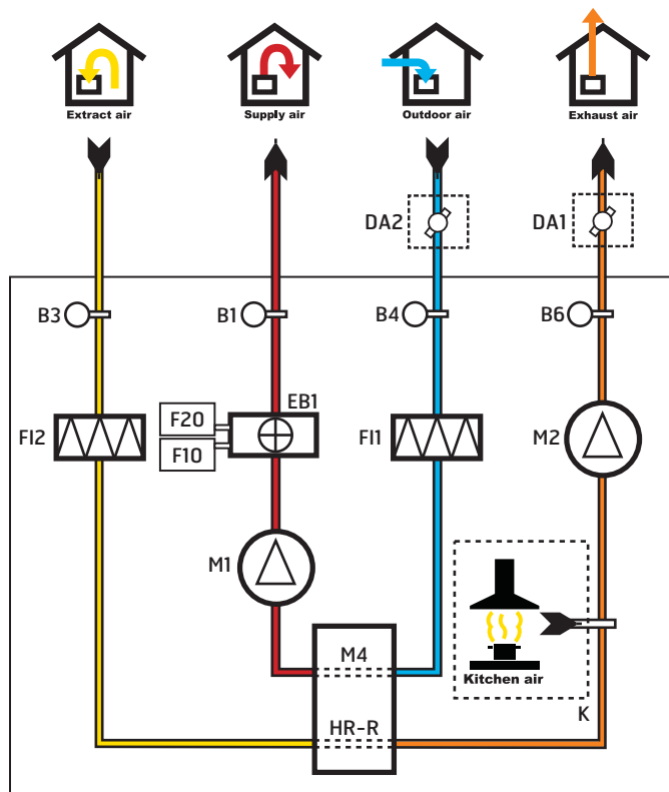 Extract air
Supply air
Outdoor air
Exhaust air
DA2
DA1
B3
B1
B4
B6
EB1
F20
FI2
F10
FI1
M2
M1
M4
Kitchen air
K
HR-R